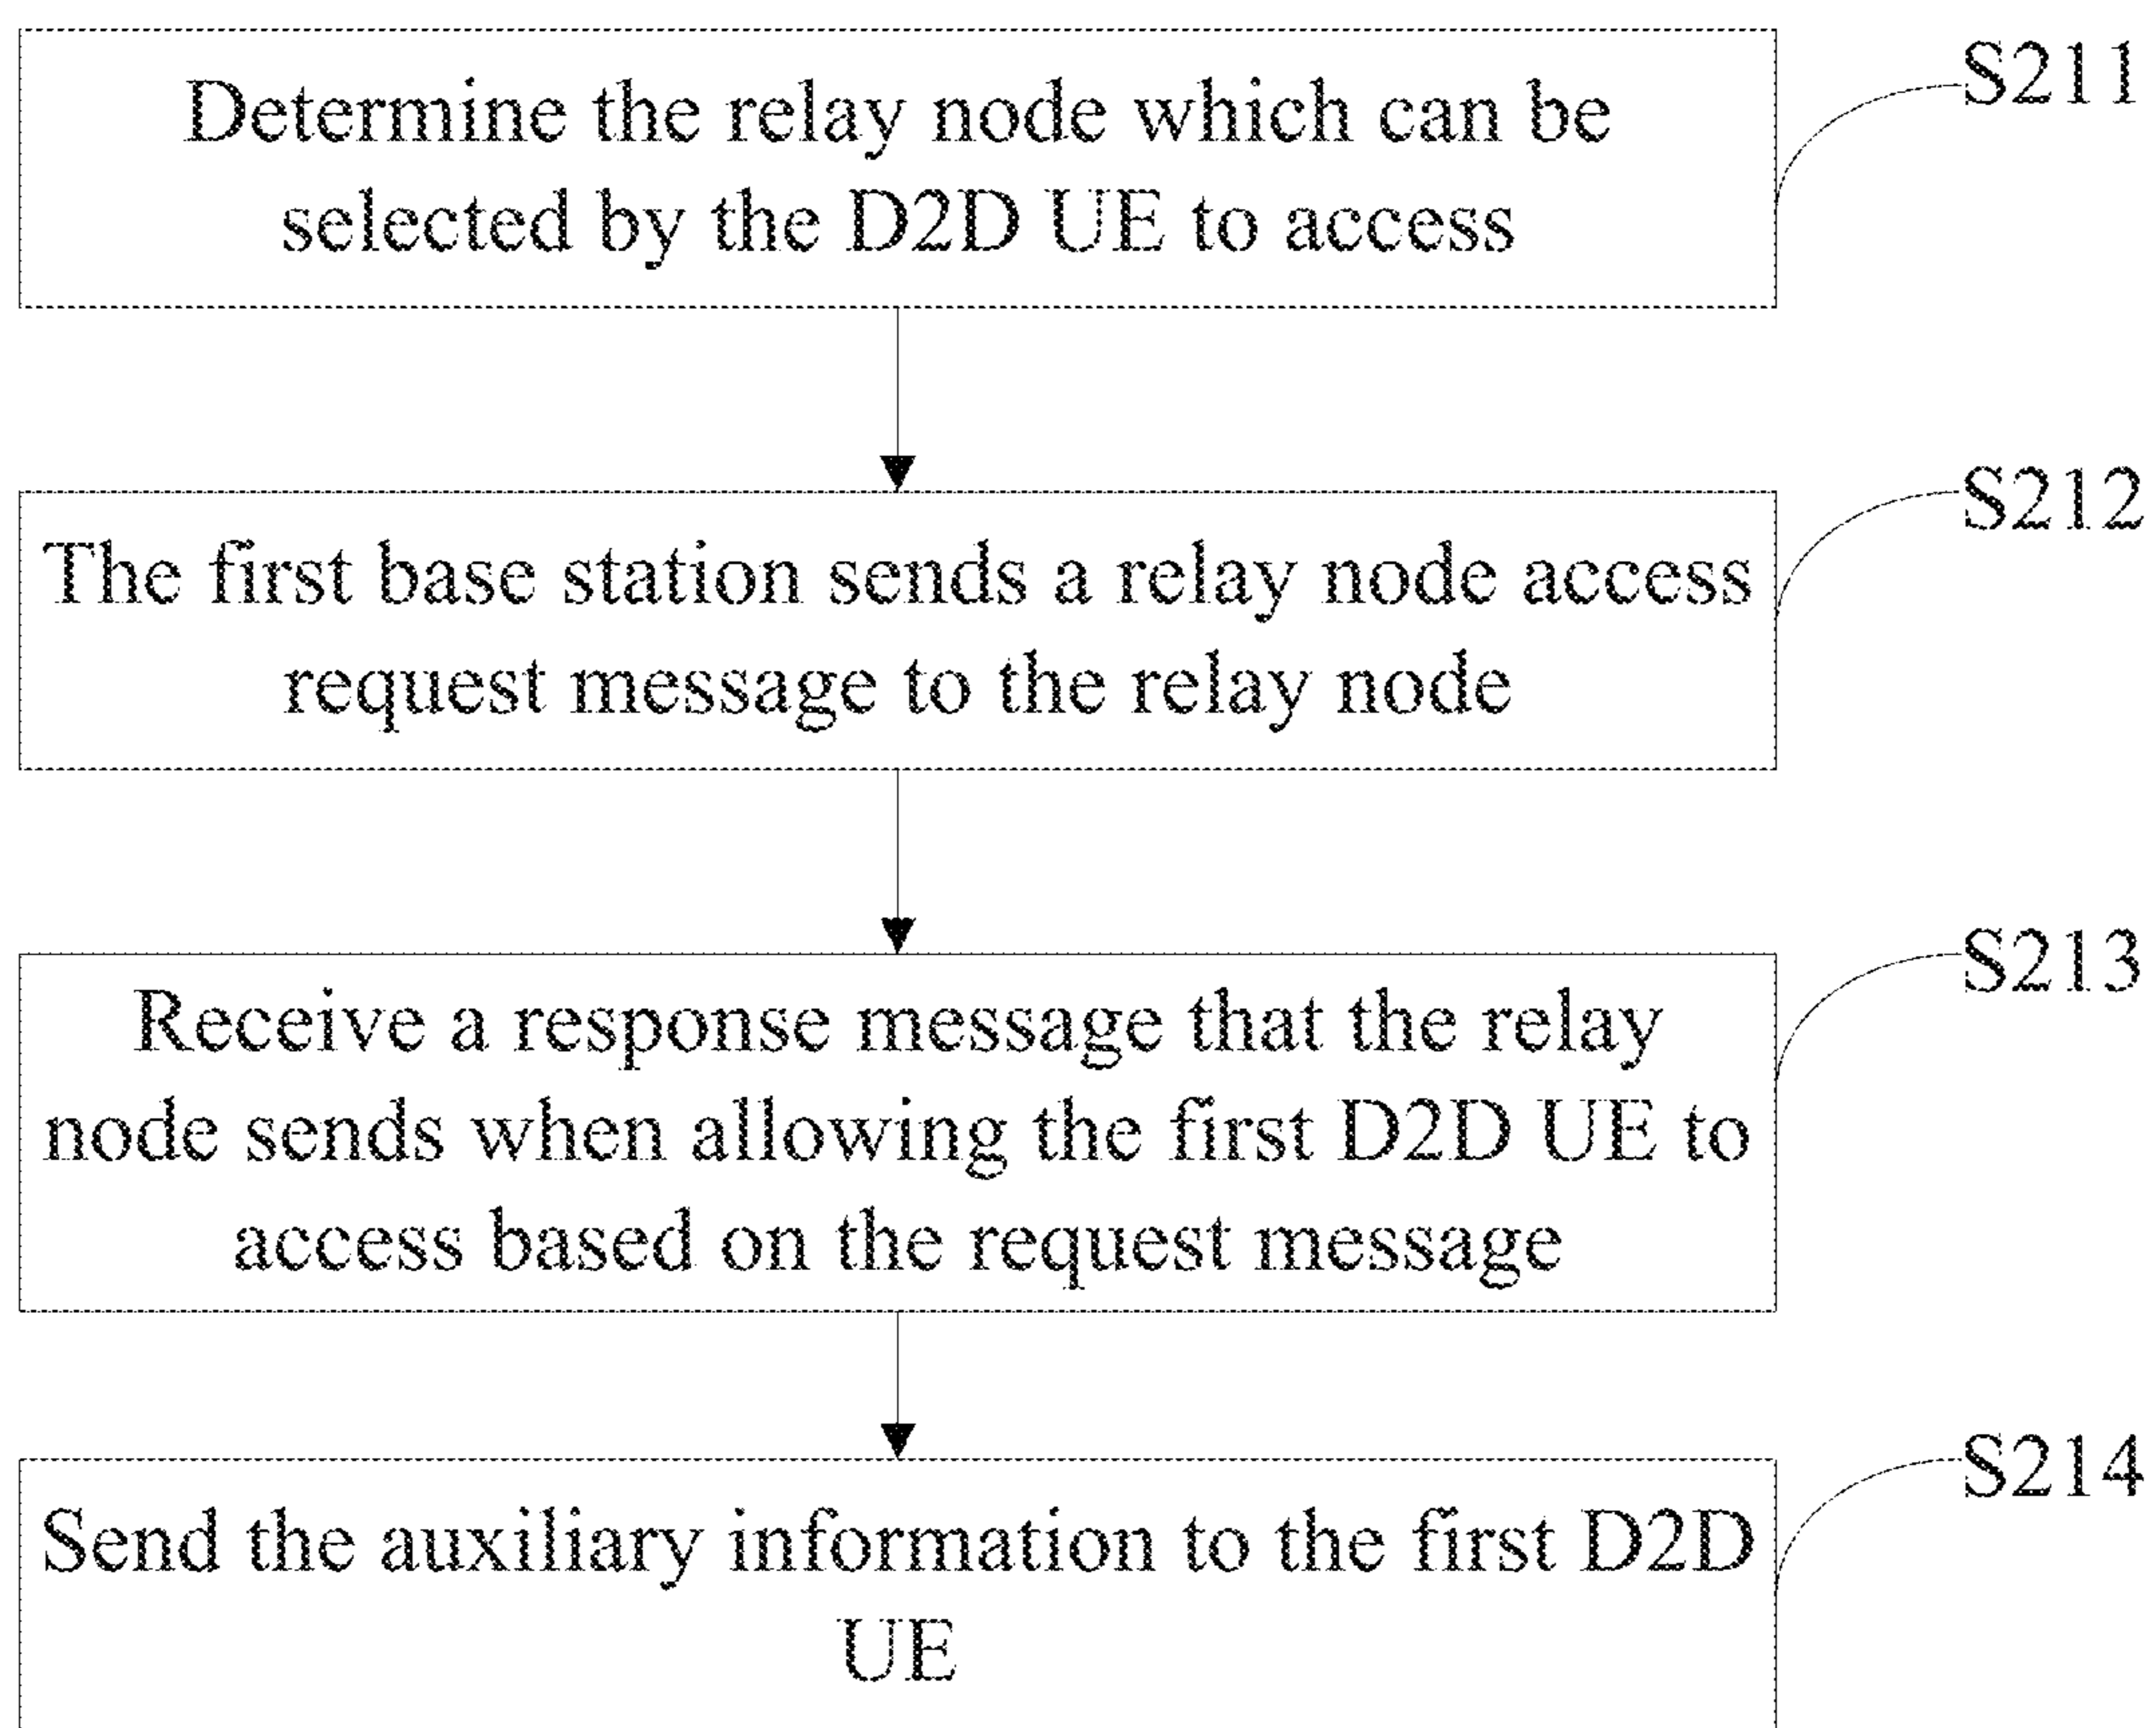 Determine the relay node which can be
selected by the D2D UE to access
S211
The first base station sends a relay node access
request message to the relay node
S212
Receive a response message that the relay
node sends when allowing the first D2D UE to
access based on the request message
S213
Send the auxiliary information to the first D2D
UE
S214